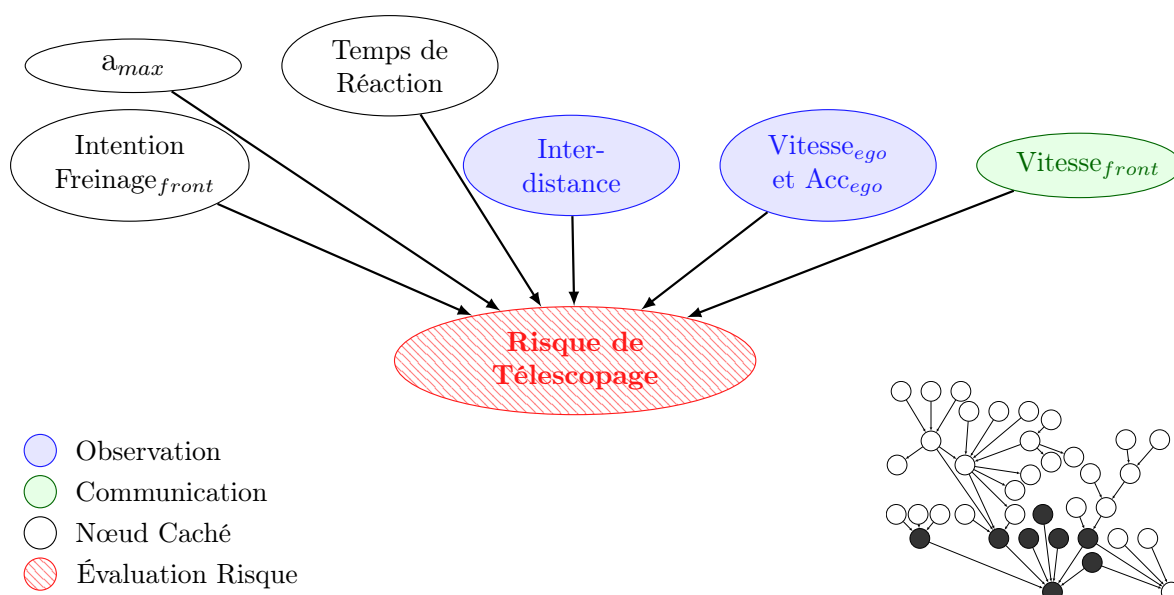 a_max
Temps de
Réaction
Intention
Freinage_front
Inter-
distance
Vitesse_ego
et Acc_ego
Vitesse_front
Risque de
Télescopage
Observation
Communication
Nœud Caché
Évaluation Risque